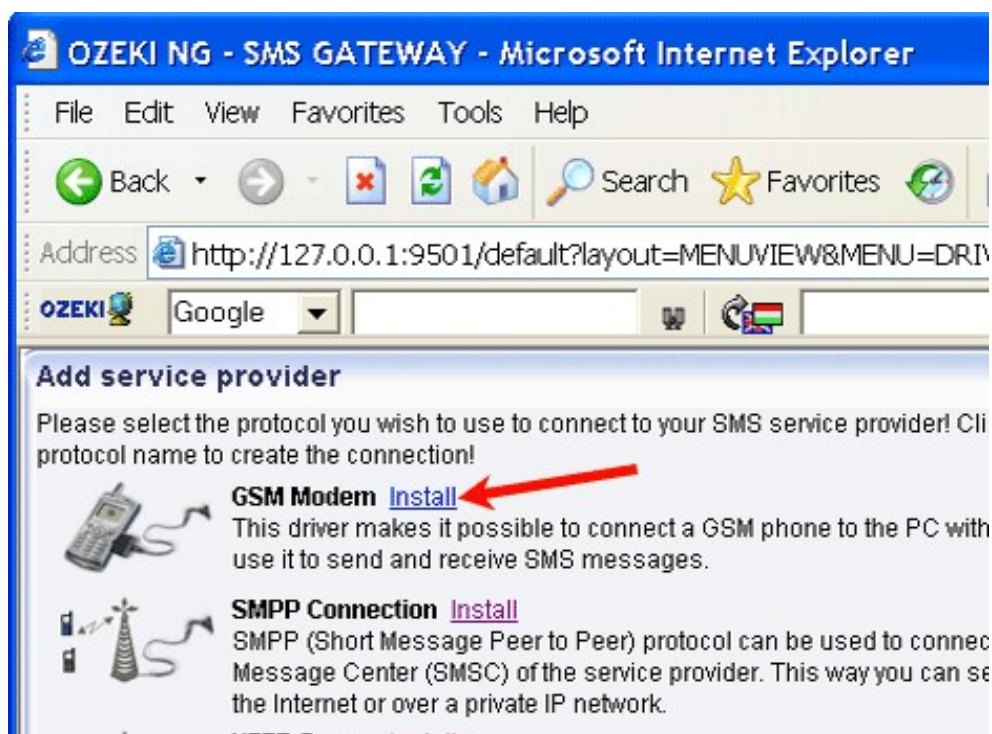 OZEKI NG - SMS GATEWAY - Microsoft Internet Explorer
File Edit View Favorites Tools Help
Back Search Favorites
Address http://127.0.0.1:9501/default?layout=MENUVIEW&MENU=DRIV
OZEKI Google
Add service provider
Please select the protocol you wish to use to connect to your SMS service provider! Cli
protocol name to create the connection!
GSM Modem Install
This driver makes it possible to connect a GSM phone to the PC with
use it to send and receive SMS messages.
SMPP Connection Install
SMPP (Short Message Peer to Peer) protocol can be used to connec
Message Center (SMSC) of the service provider. This way you can se
the Internet or over a private IP network.